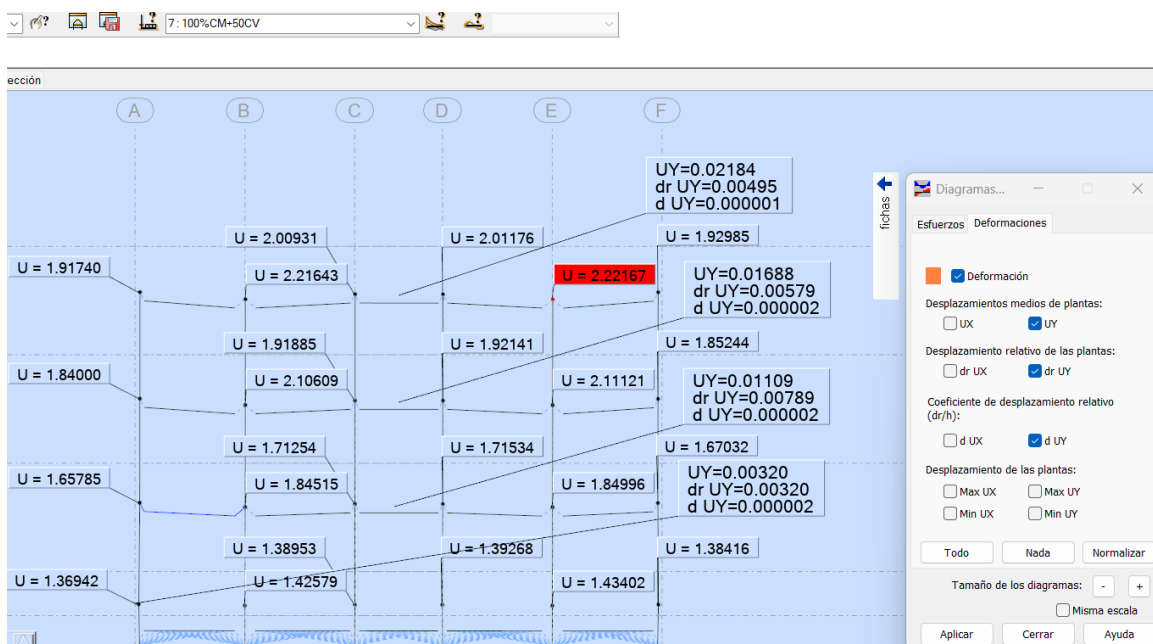 7 : 100%CM+50CV
ección
A B C D E F
UY=0.02184
dr UY=0.00495
d UY=0.000001
U = 2.00931
U = 2.01176
U = 1.92985
U = 1.91740
U = 2.21643
U = 2.22167
UY=0.01688
dr UY=0.00579
d UY=0.000002
U = 1.91885
U = 1.92141
U = 1.85244
U = 1.84000
U = 2.10609
U = 2.11121
UY=0.01109
dr UY=0.00789
d UY=0.000002
U = 1.71254
U = 1.71534
U = 1.67032
U = 1.65785
U = 1.84515
U = 1.84996
UY=0.00320
dr UY=0.00320
d UY=0.000002
U = 1.38953
U = 1.39268
U = 1.38416
U = 1.36942
U = 1.42579
U = 1.43402
fichas
Diagramas...
Esfuerzos Deformaciones
Deformación
Desplazamientos medios de plantas:
UX UY
Desplazamiento relativo de las plantas:
dr UX dr UY
Coeficiente de desplazamiento relativo
(dr/h):
d UX d UY
Desplazamiento de las plantas:
Max UX Max UY
Min UX Min UY
Todo Nada Normalizar
Tamaño de los diagramas: - +
Misma escala
Aplicar Cerrar Ayuda